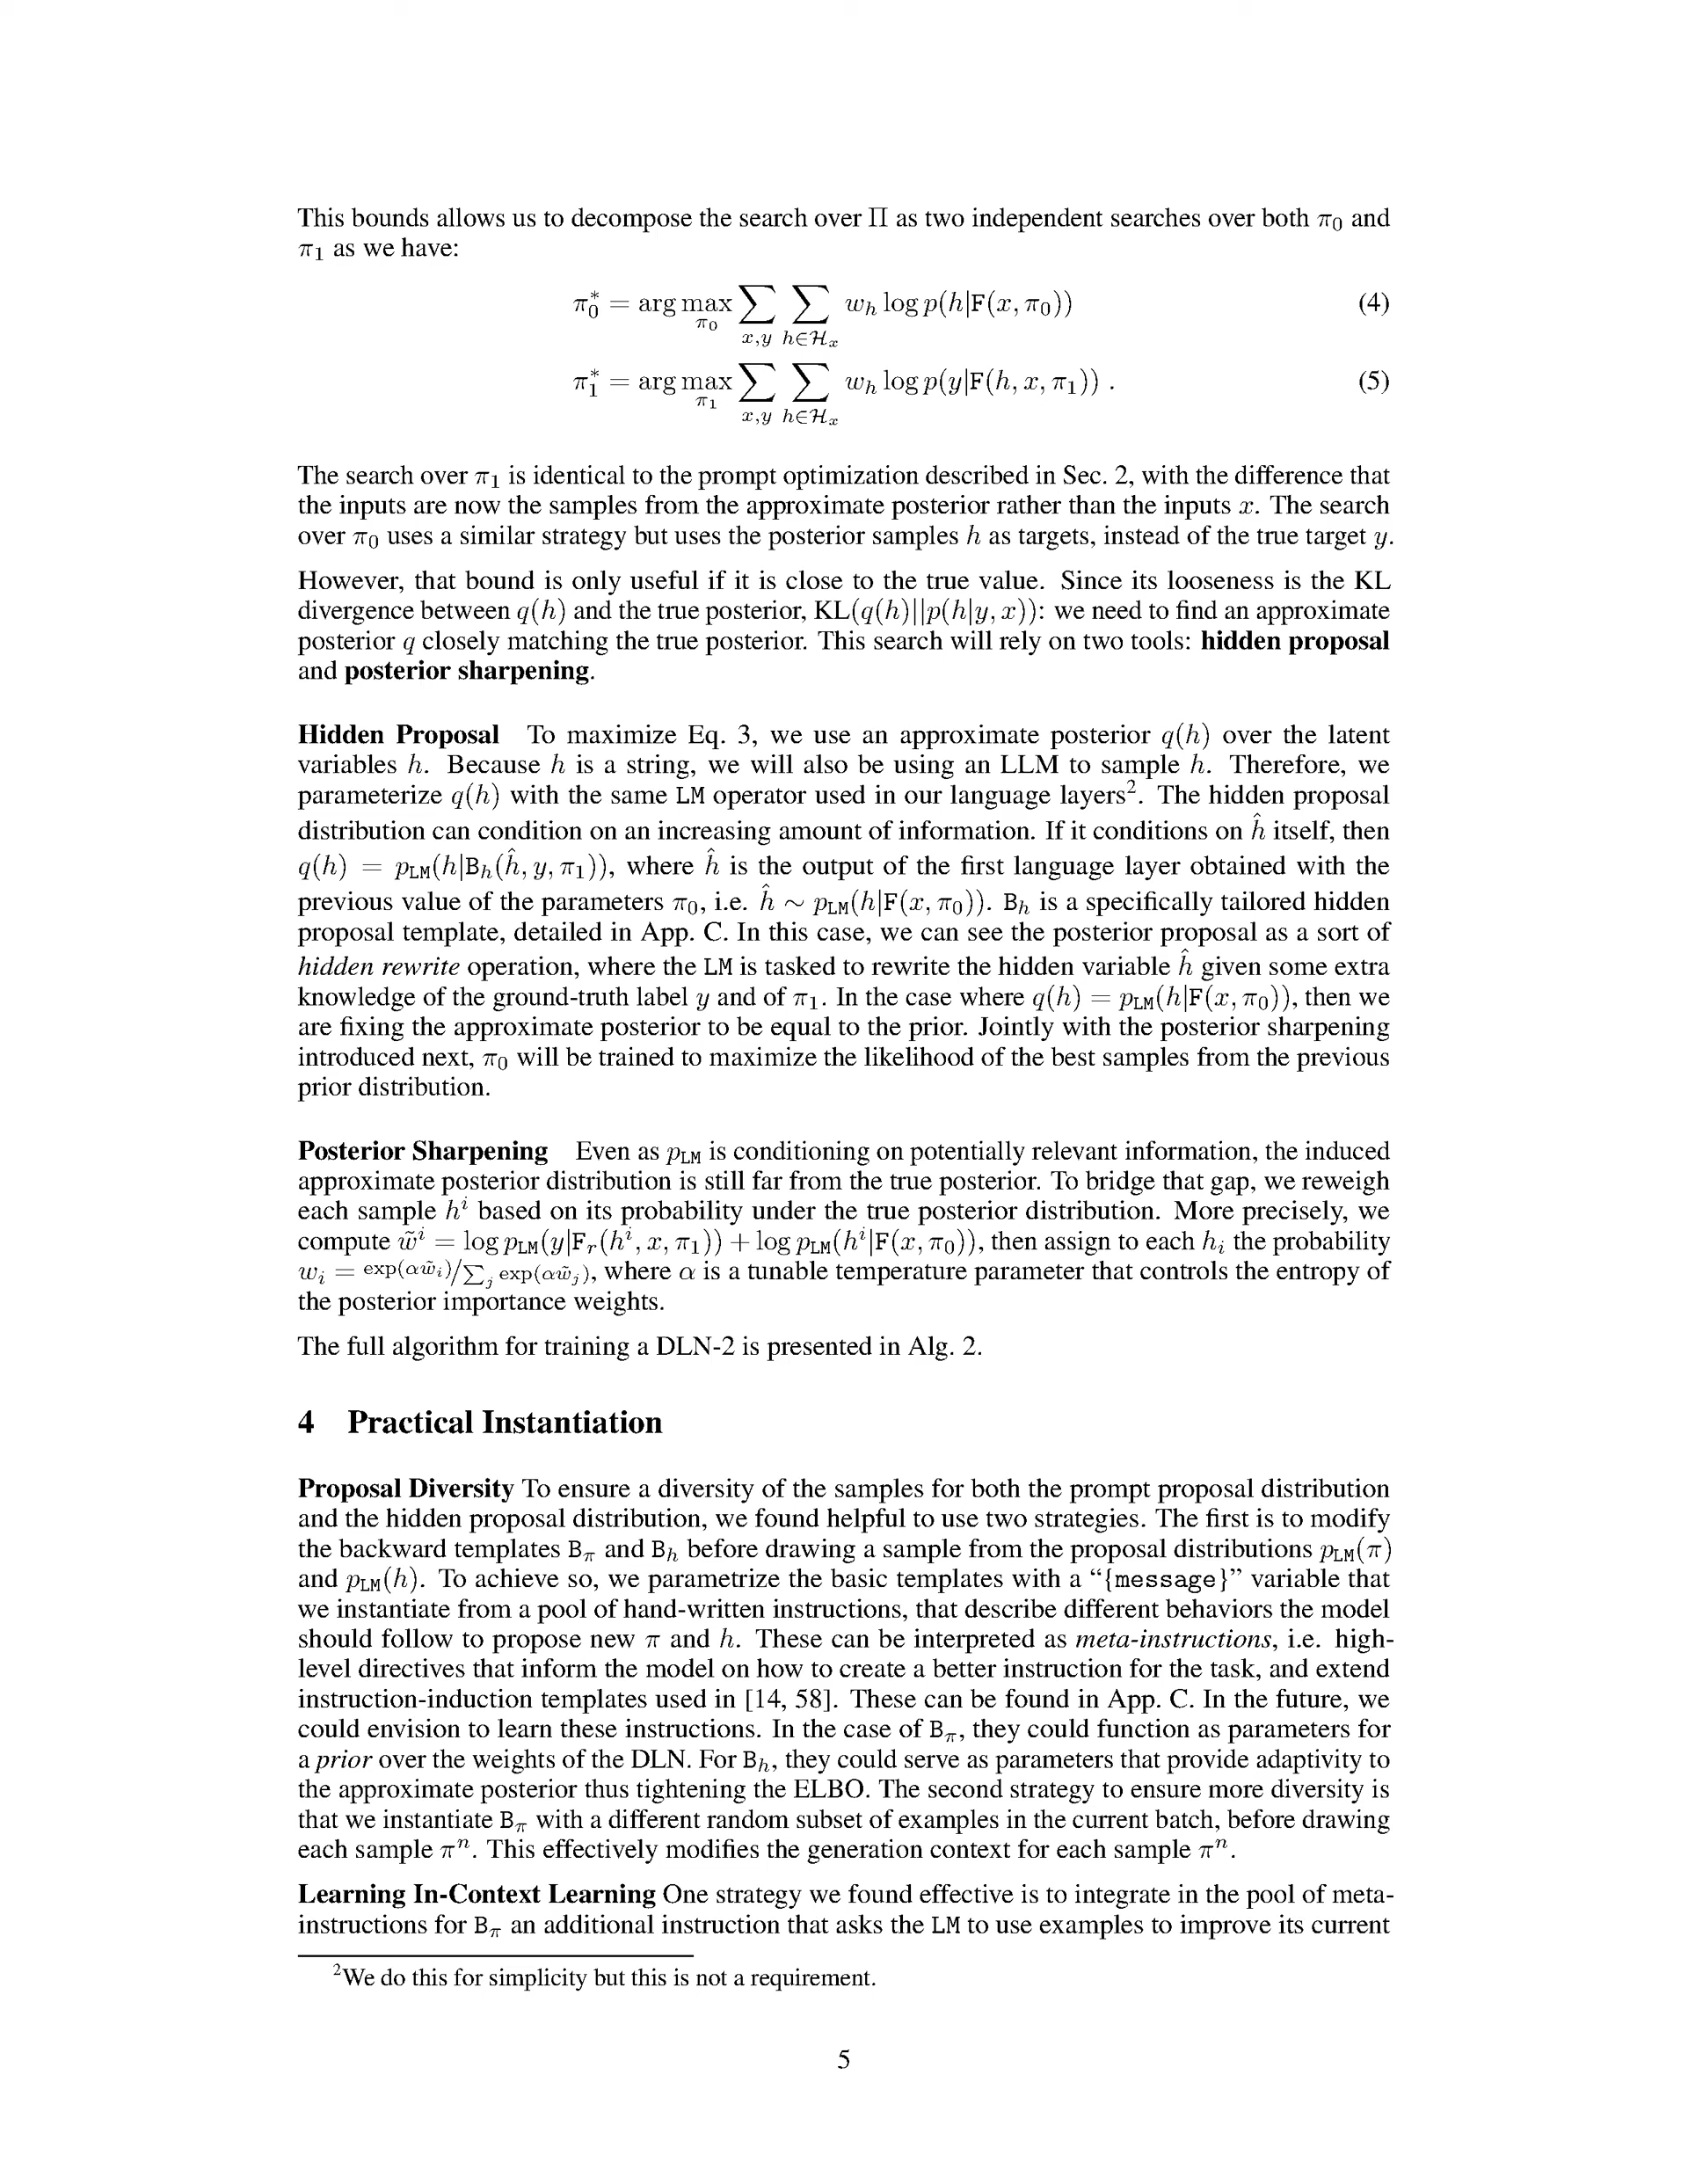 This bounds allows us to decompose the search over Π as two independent searches over both π₀ and
π₁ as we have:
π₀* = arg max_{π₀} ∑_{x,y} ∑_{h∈ℋₓ} w_h log p(h|F(x, π₀)) (4)
π₁* = arg max_{π₁} ∑_{x,y} ∑_{h∈ℋₓ} w_h log p(y|F(h, x, π₁)) . (5)
The search over π₁ is identical to the prompt optimization described in Sec. 2, with the difference that
the inputs are now the samples from the approximate posterior rather than the inputs x. The search
over π₀ uses a similar strategy but uses the posterior samples h as targets, instead of the true target y.
However, that bound is only useful if it is close to the true value. Since its looseness is the KL
divergence between q(h) and the true posterior, KL(q(h)||p(h|y, x)): we need to find an approximate
posterior q closely matching the true posterior. This search will rely on two tools: hidden proposal
and posterior sharpening.
Hidden Proposal To maximize Eq. 3, we use an approximate posterior q(h) over the latent
variables h. Because h is a string, we will also be using an LLM to sample h. Therefore, we
parameterize q(h) with the same LM operator used in our language layers². The hidden proposal
distribution can condition on an increasing amount of information. If it conditions on ĥ itself, then
q(h) = p_LM(h|B_h(ĥ, y, π₁)), where ĥ is the output of the first language layer obtained with the
previous value of the parameters π₀, i.e. ĥ ∼ p_LM(h|F(x, π₀)). B_h is a specifically tailored hidden
proposal template, detailed in App. C. In this case, we can see the posterior proposal as a sort of
hidden rewrite operation, where the LM is tasked to rewrite the hidden variable ĥ given some extra
knowledge of the ground-truth label y and of π₁. In the case where q(h) = p_LM(h|F(x, π₀)), then we
are fixing the approximate posterior to be equal to the prior. Jointly with the posterior sharpening
introduced next, π₀ will be trained to maximize the likelihood of the best samples from the previous
prior distribution.
Posterior Sharpening Even as p_LM is conditioning on potentially relevant information, the induced
approximate posterior distribution is still far from the true posterior. To bridge that gap, we reweigh
each sample hⁱ based on its probability under the true posterior distribution. More precisely, we
compute w̃ⁱ = log p_LM(y|F_r(hⁱ, x, π₁)) + log p_LM(hⁱ|F(x, π₀)), then assign to each hᵢ the probability
wᵢ = exp(αw̃ᵢ)/∑ⱼ exp(αw̃ⱼ), where α is a tunable temperature parameter that controls the entropy of
the posterior importance weights.
The full algorithm for training a DLN-2 is presented in Alg. 2.
4 Practical Instantiation
Proposal Diversity To ensure a diversity of the samples for both the prompt proposal distribution
and the hidden proposal distribution, we found helpful to use two strategies. The first is to modify
the backward templates B_π and B_h before drawing a sample from the proposal distributions p_LM(π)
and p_LM(h). To achieve so, we parametrize the basic templates with a “{message}” variable that
we instantiate from a pool of hand-written instructions, that describe different behaviors the model
should follow to propose new π and h. These can be interpreted as meta-instructions, i.e. high-
level directives that inform the model on how to create a better instruction for the task, and extend
instruction-induction templates used in [14, 58]. These can be found in App. C. In the future, we
could envision to learn these instructions. In the case of B_π, they could function as parameters for
a prior over the weights of the DLN. For B_h, they could serve as parameters that provide adaptivity to
the approximate posterior thus tightening the ELBO. The second strategy to ensure more diversity is
that we instantiate B_π with a different random subset of examples in the current batch, before drawing
each sample πⁿ. This effectively modifies the generation context for each sample πⁿ.
Learning In-Context Learning One strategy we found effective is to integrate in the pool of meta-
instructions for B_π an additional instruction that asks the LM to use examples to improve its current
²We do this for simplicity but this is not a requirement.
5